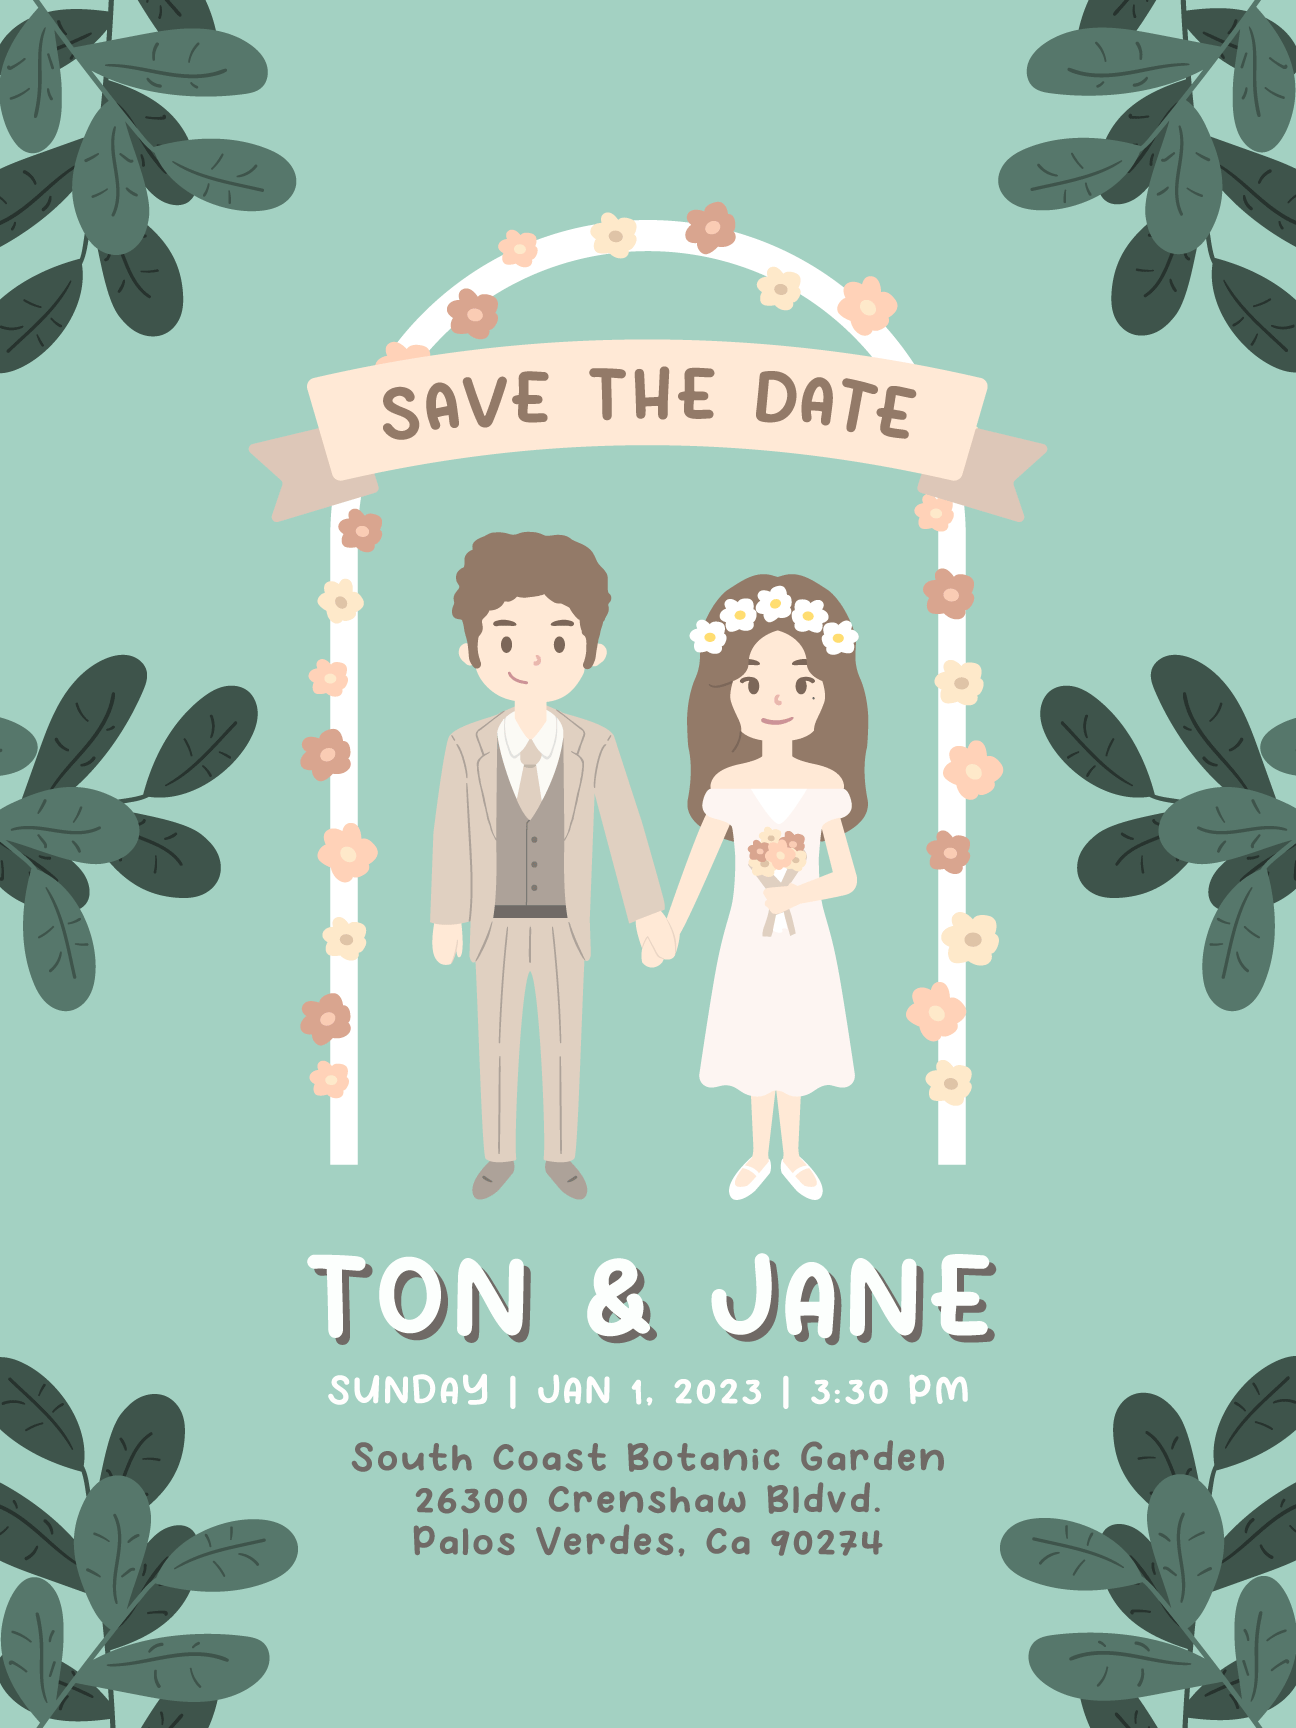 SAVE THE DATE
TON & JANE
SUNDAY | JAN 1, 2023 | 3:30 PM
South Coast Botanic Garden
26300 Crenshaw Bldvd.
Palos Verdes, Ca 90274